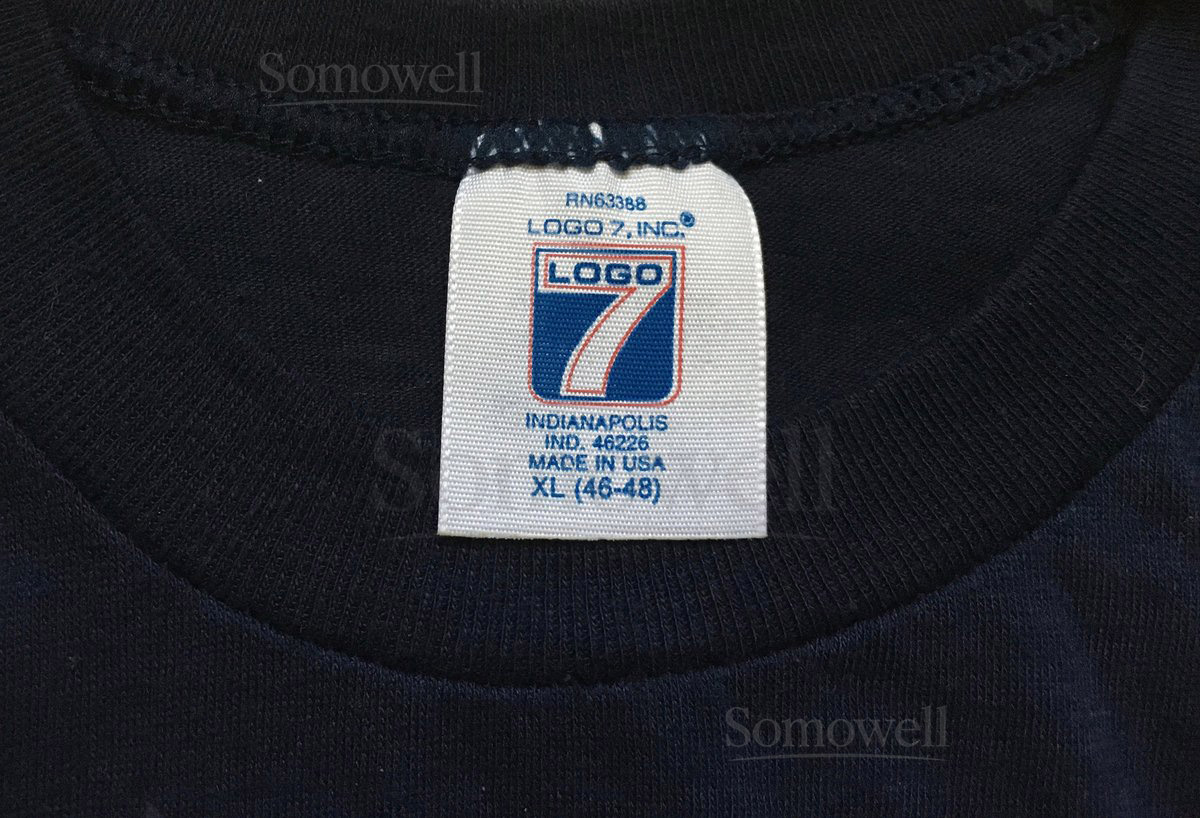 Somowell
RN63388
LOGO 7, INC.®
LOGO
7
INDIANAPOLIS
IND. 46226
MADE IN USA
XL (46-48)
Somowell
Somowell